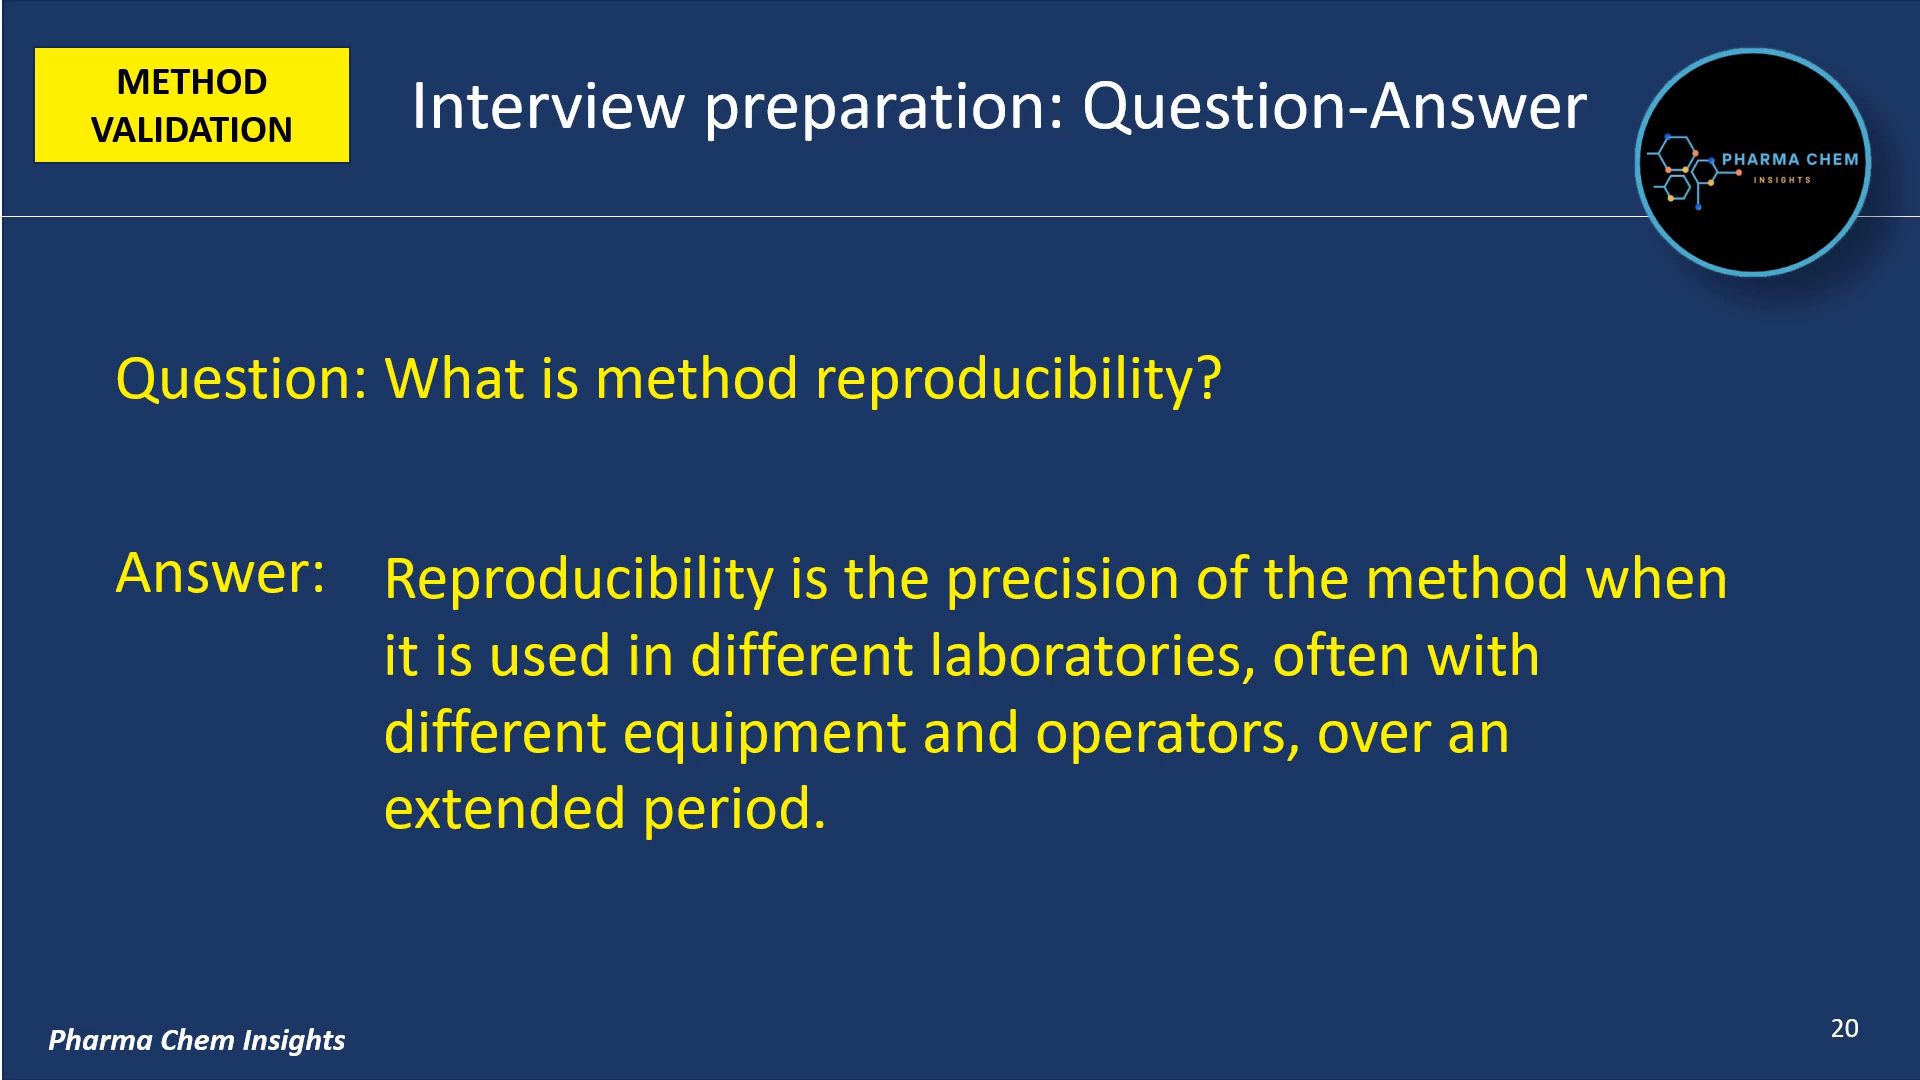 METHOD
VALIDATION
Interview preparation: Question-Answer
PHARMA CHEM
INSIGHTS
Question: What is method reproducibility?
Answer: Reproducibility is the precision of the method when
it is used in different laboratories, often with
different equipment and operators, over an
extended period.
Pharma Chem Insights
20